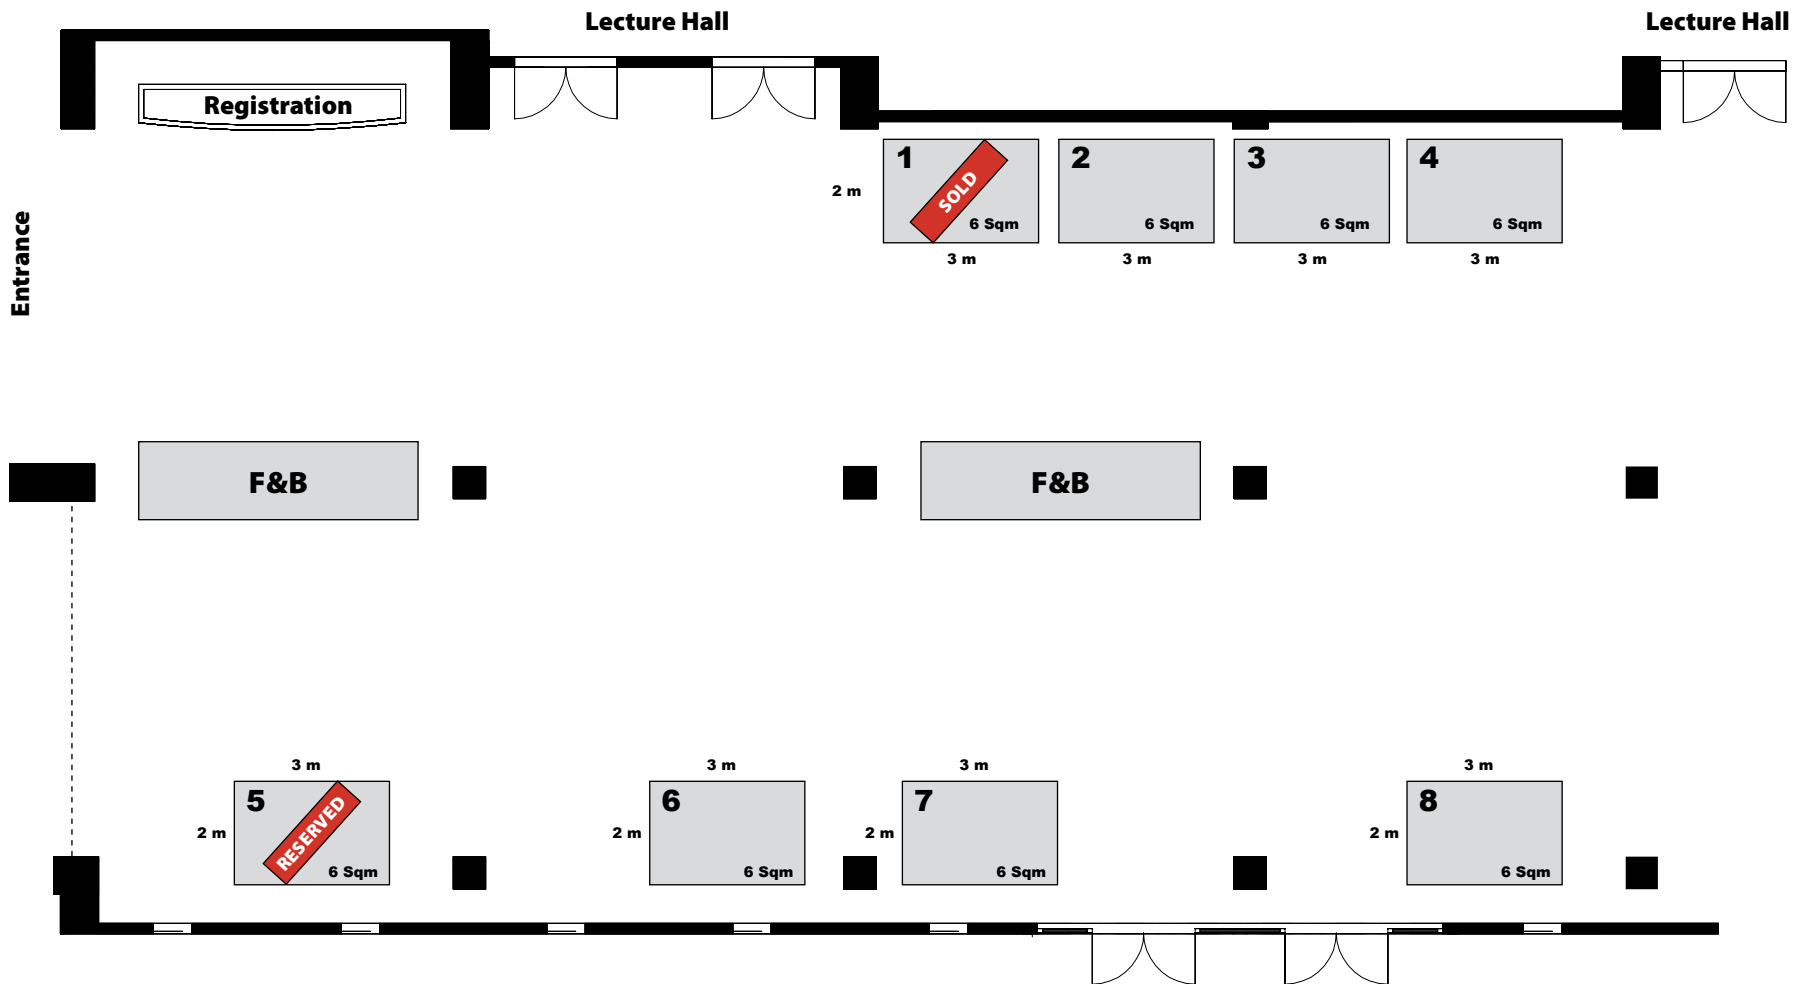 Lecture Hall
Lecture Hall
Registration
Entrance
1
SOLD
6 Sqm
2 m
3 m
2
6 Sqm
3 m
3
6 Sqm
3 m
4
6 Sqm
3 m
F&B
F&B
3 m
5
RESERVED
6 Sqm
2 m
3 m
6
6 Sqm
2 m
3 m
7
6 Sqm
2 m
3 m
8
6 Sqm
2 m